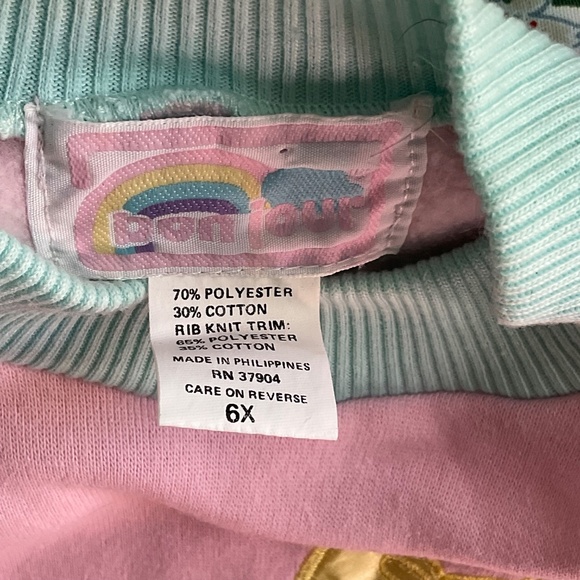 bon jour
70% POLYESTER
30% COTTON
RIB KNIT TRIM:
65% POLYESTER
35% COTTON
MADE IN PHILIPPINES
RN 37904
CARE ON REVERSE
6X